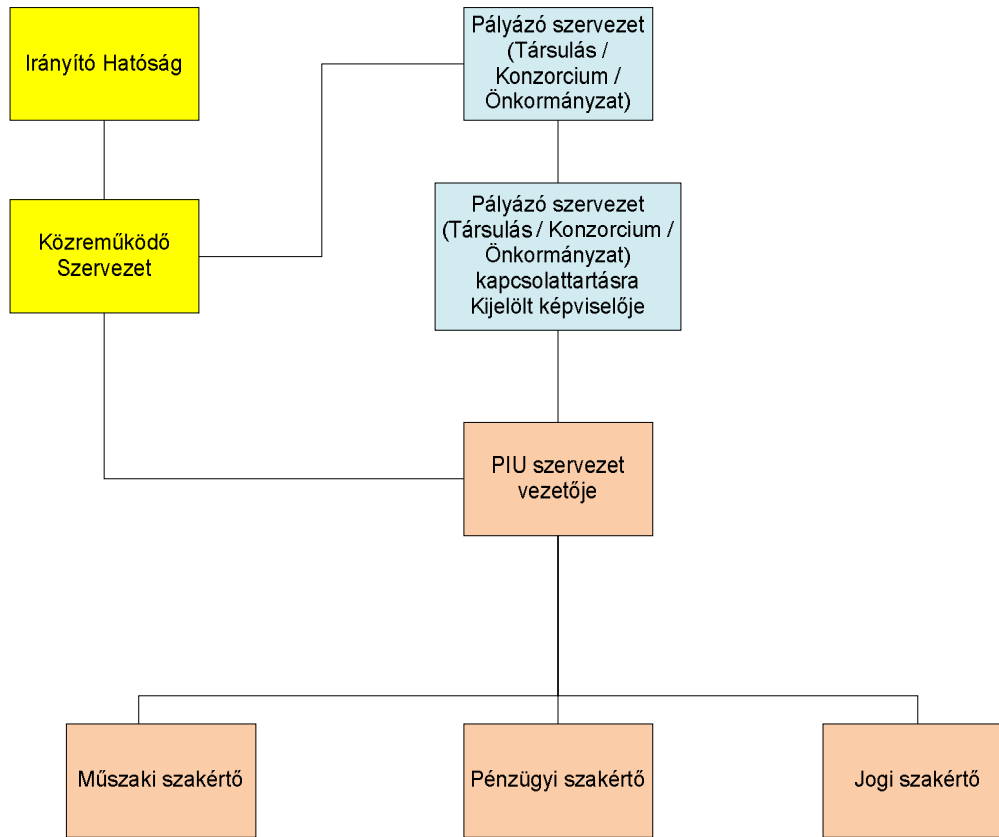 Irányító Hatóság
Pályázó szervezet
(Társulás /
Konzorcium /
Önkormányzat)
Közreműködő
Szervezet
Pályázó szervezet
(Társulás / Konzorcium /
Önkormányzat)
kapcsolattartásra
Kijelölt képviselője
PIU szervezet
vezetője
Műszaki szakértő
Pénzügyi szakértő
Jogi szakértő